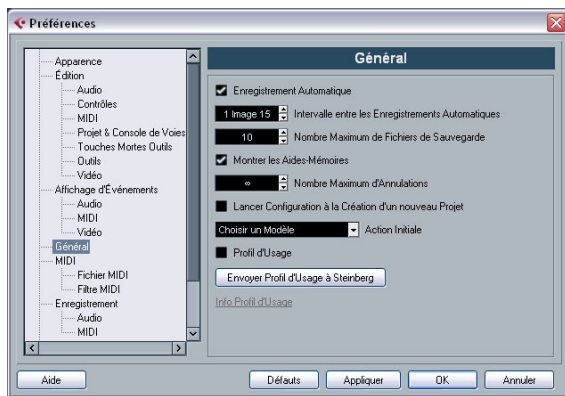 Préférences
Apparence
Édition
Audio
Contrôles
MIDI
Projet & Console de Voies
Touches Mortes Outils
Outils
Vidéo
Affichage d'Événements
Audio
MIDI
Vidéo
Général
MIDI
Fichier MIDI
Filtre MIDI
Enregistrement
Audio
MIDI
Général
Enregistrement Automatique
1 Image 15 Intervalle entre les Enregistrements Automatiques
10 Nombre Maximum de Fichiers de Sauvegarde
Montrer les Aides-Mémoires
∞ Nombre Maximum d'Annulations
Lancer Configuration à la Création d'un nouveau Projet
Choisir un Modèle Action Initiale
Profil d'Usage
Envoyer Profil d'Usage à Steinberg
Info Profil d'Usage
Aide Défauts Appliquer OK Annuler